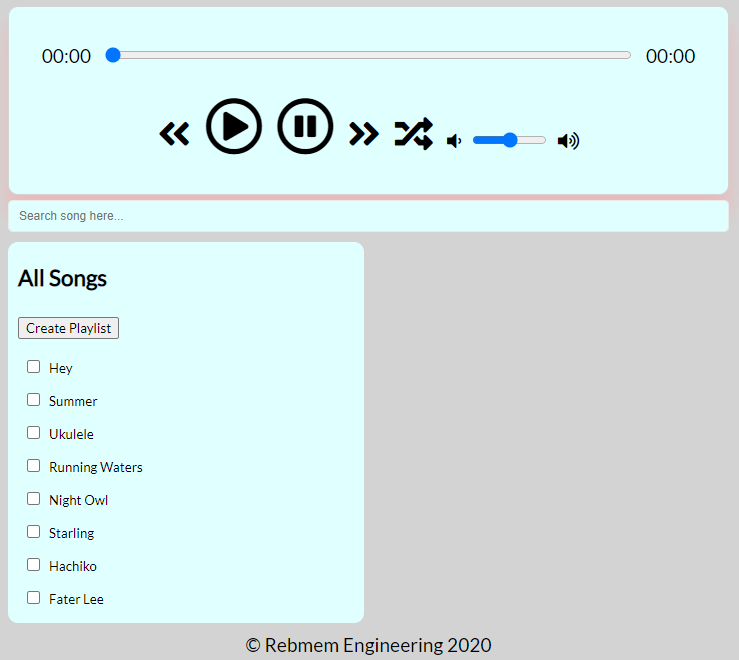 00:00 00:00
Search song here...
All Songs
Create Playlist
Hey
Summer
Ukulele
Running Waters
Night Owl
Starling
Hachiko
Fater Lee
© Rebmem Engineering 2020